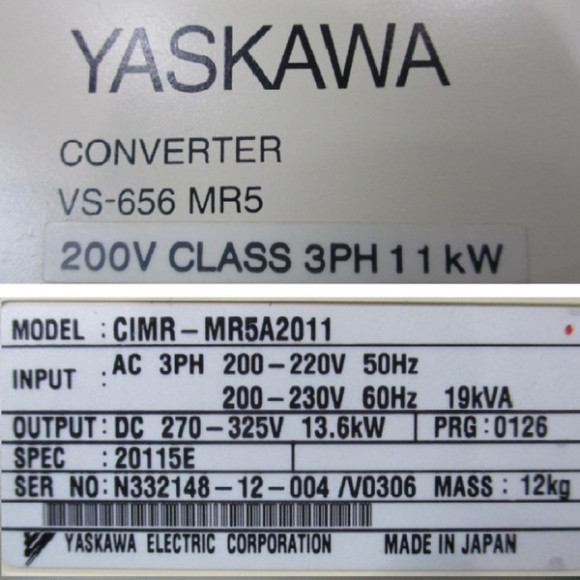 YASKAWA
CONVERTER
VS-656 MR5
200V CLASS 3PH 11kW
MODEL : CIMR-MR5A2011
INPUT : AC 3PH 200-220V 50Hz
200-230V 60Hz 19kVA
OUTPUT: DC 270-325V 13.6kW PRG:0126
SPEC : 20115E
SER NO: N332148-12-004 /V0306 MASS: 12kg
YASKAWA ELECTRIC CORPORATION MADE IN JAPAN